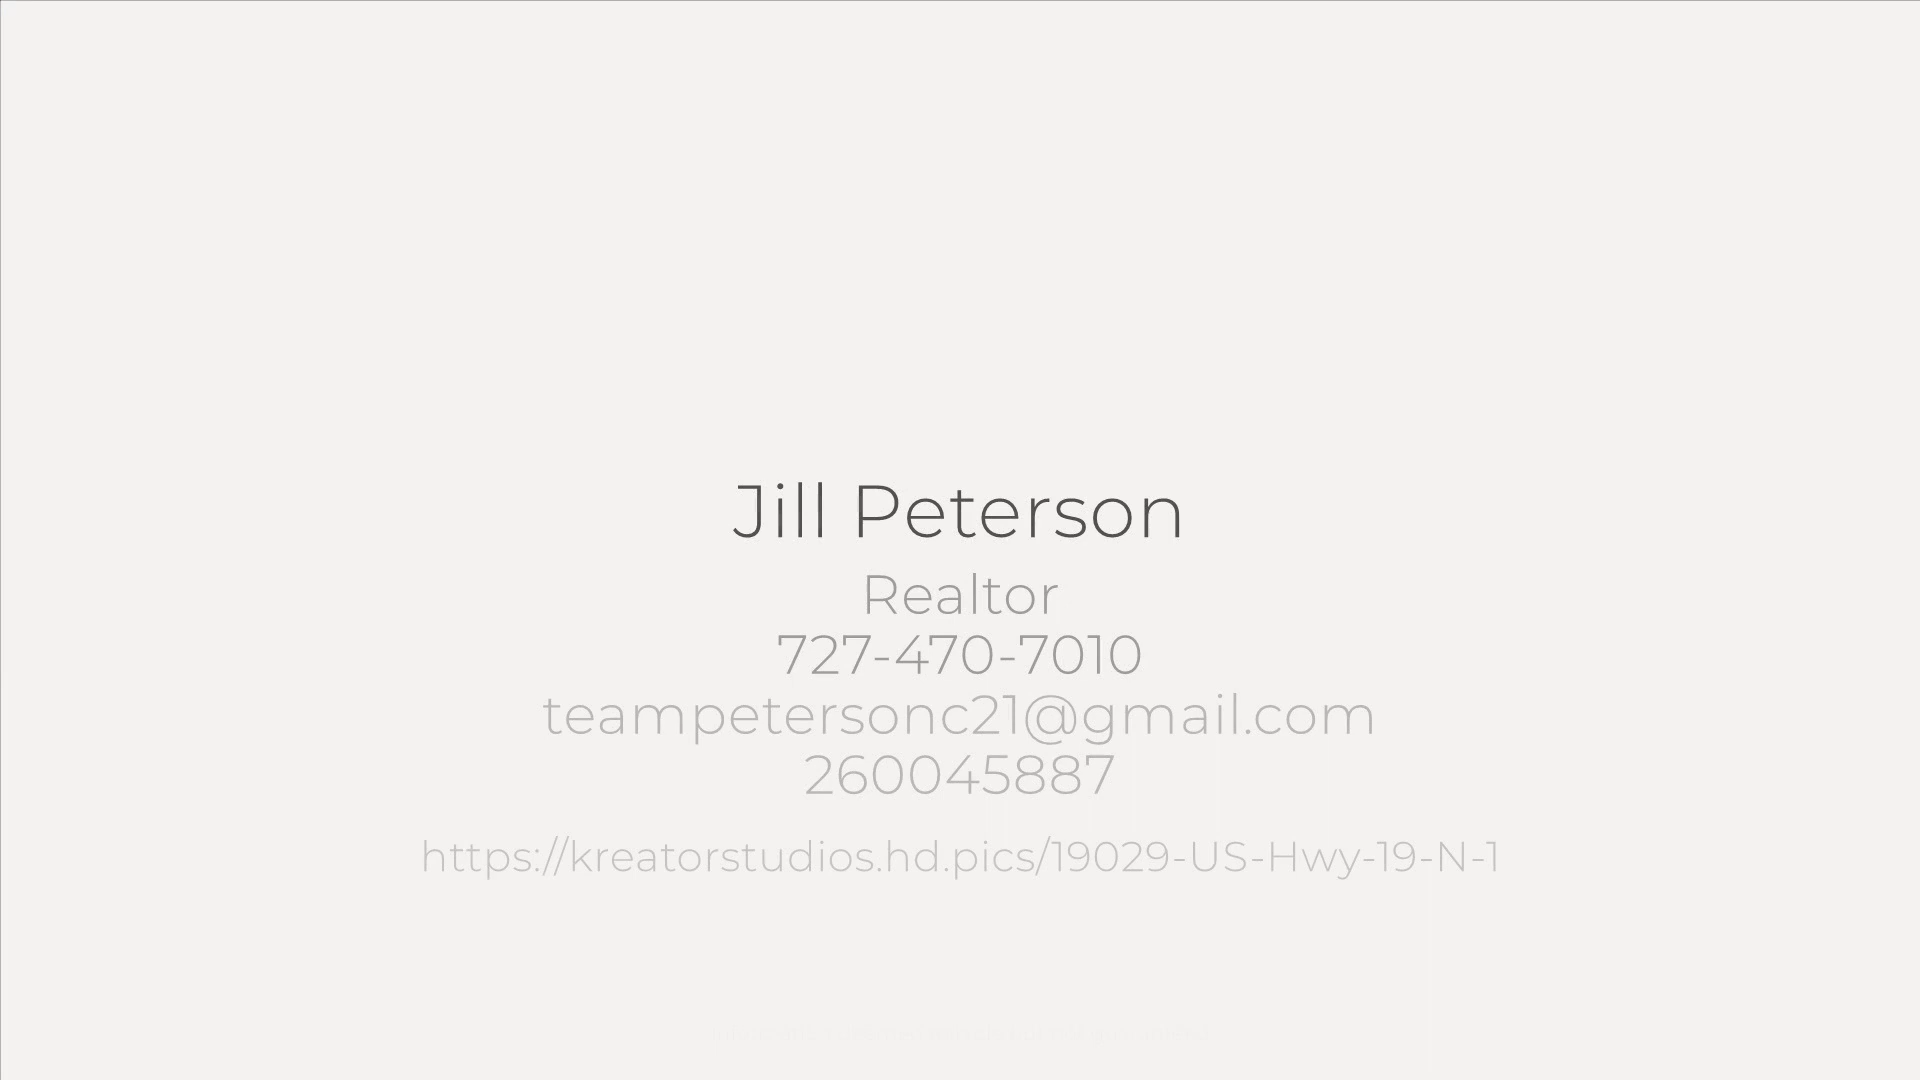 Jill Peterson
Realtor
727-470-7010
teampetersonc21@gmail.com
260045887
https://kreatorstudios.hd.pics/19029-US-Hwy-19-N-1